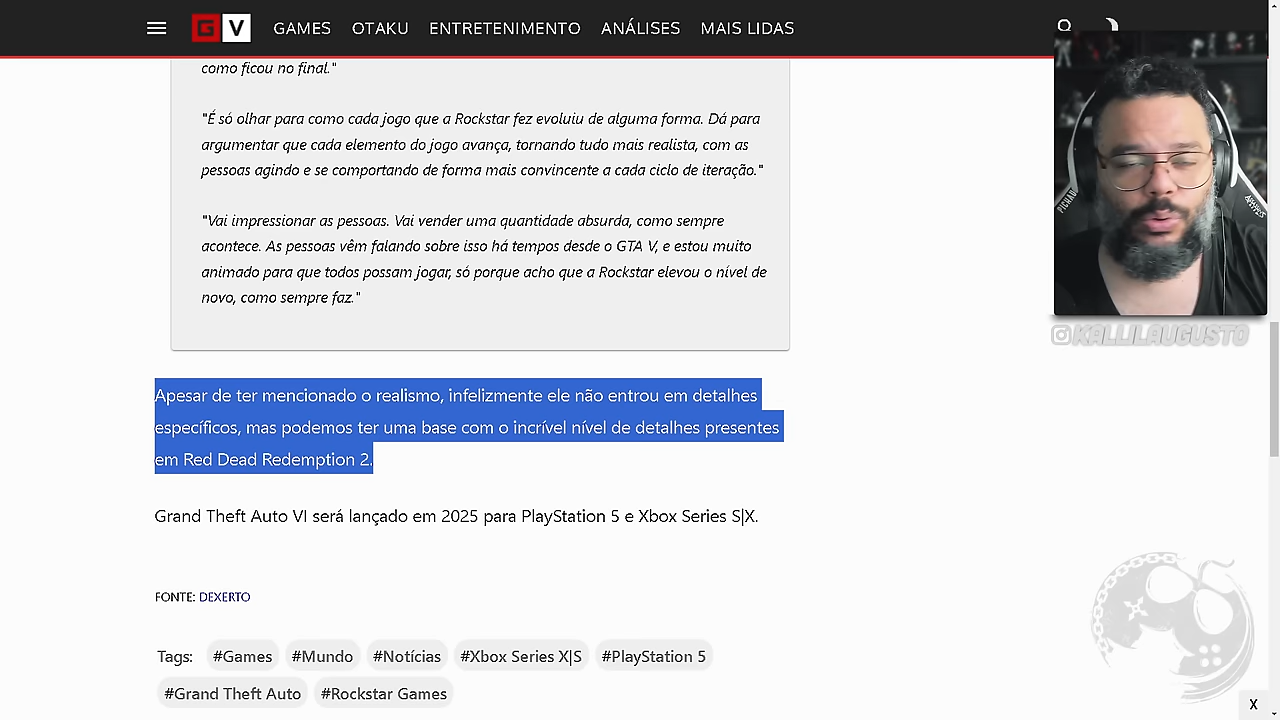 G V GAMES OTAKU ENTRETENIMENTO ANÁLISES MAIS LIDAS
como ficou no final."
"É só olhar para como cada jogo que a Rockstar fez evoluiu de alguma forma. Dá para
argumentar que cada elemento do jogo avança, tornando tudo mais realista, com as
pessoas agindo e se comportando de forma mais convincente a cada ciclo de iteração."
"Vai impressionar as pessoas. Vai vender uma quantidade absurda, como sempre
acontece. As pessoas vêm falando sobre isso há tempos desde o GTA V, e estou muito
animado para que todos possam jogar, só porque acho que a Rockstar elevou o nível de
novo, como sempre faz."
PICHAU
KALLILAUGUSTO
Apesar de ter mencionado o realismo, infelizmente ele não entrou em detalhes
específicos, mas podemos ter uma base com o incrível nível de detalhes presentes
em Red Dead Redemption 2.
Grand Theft Auto VI será lançado em 2025 para PlayStation 5 e Xbox Series S|X.
FONTE: DEXERTO
Tags: #Games #Mundo #Notícias #Xbox Series X|S #PlayStation 5
#Grand Theft Auto #Rockstar Games
X